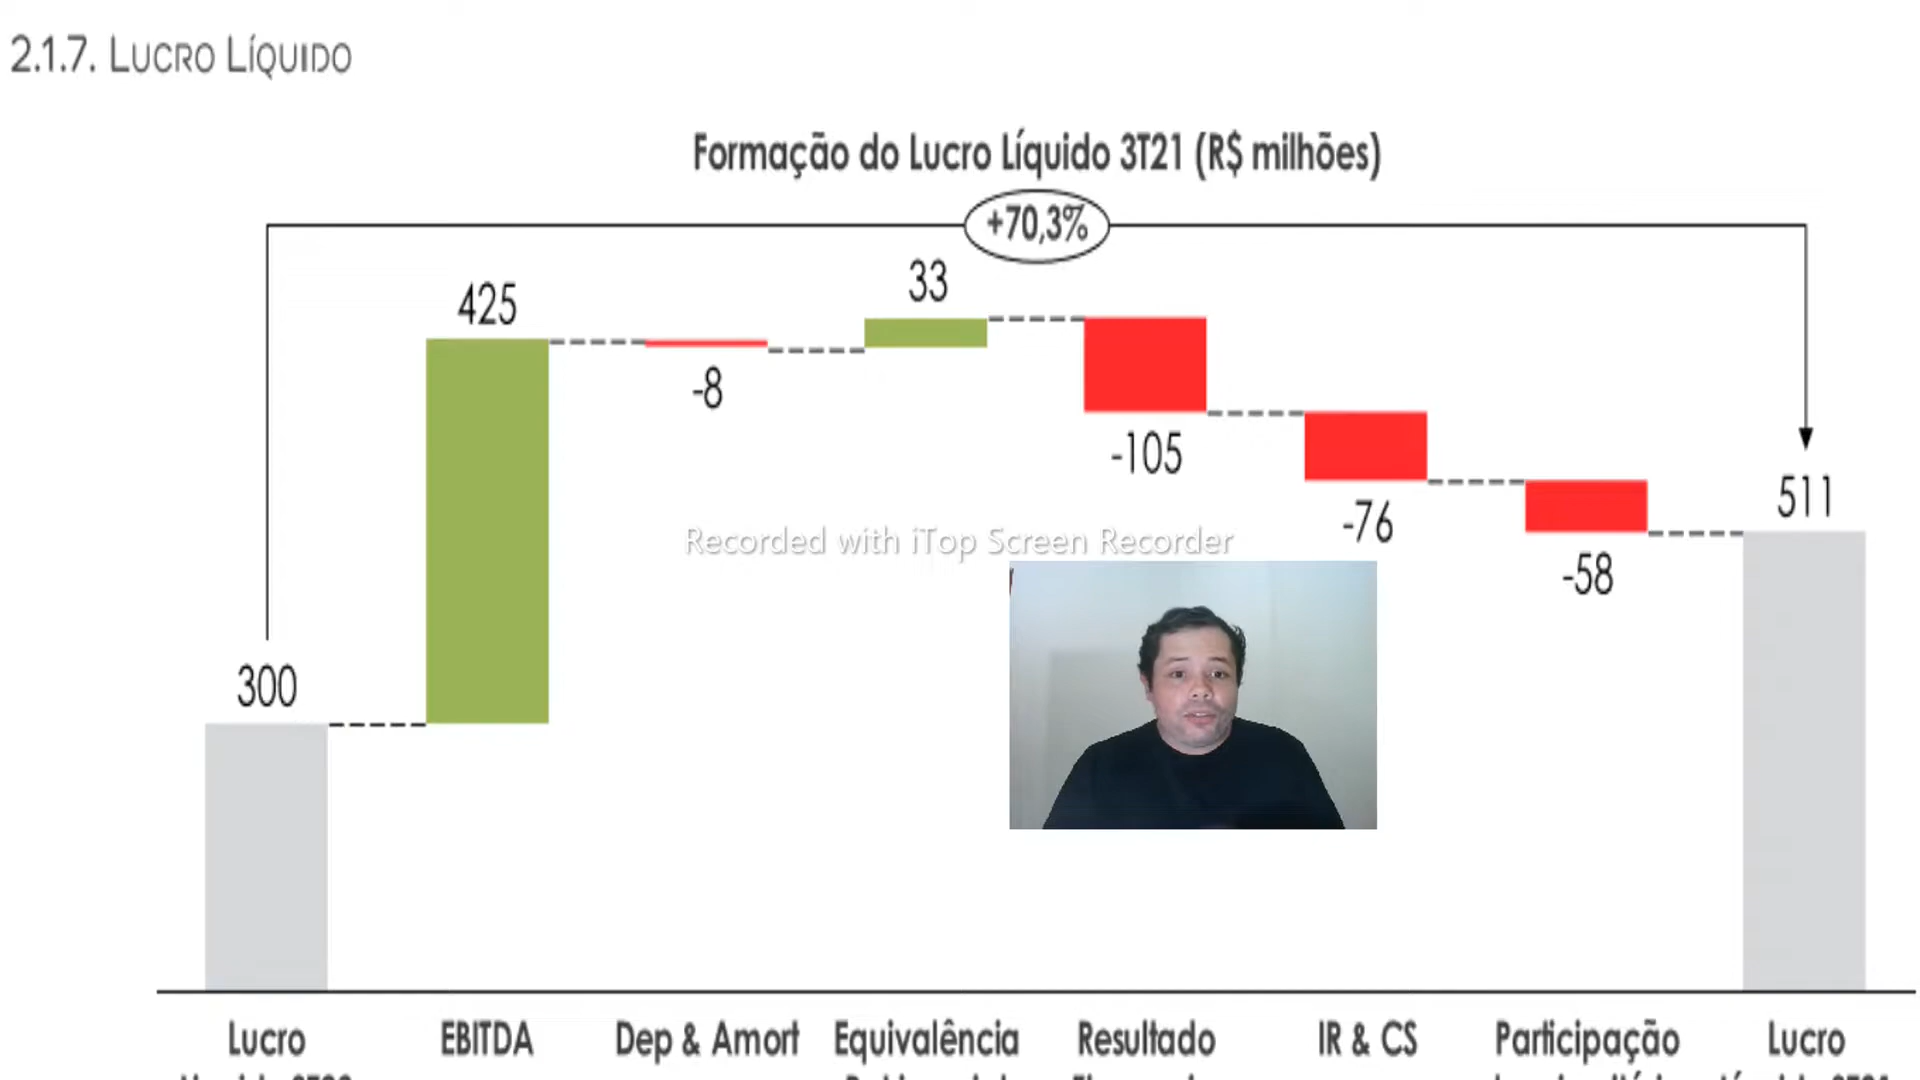 2.1.7. LUCRO LÍQUIDO
Formação do Lucro Líquido 3T21 (R$ milhões)
+70,3%
300
425
-8
33
-105
-76
-58
511
Recorded with iTop Screen Recorder
Lucro
EBITDA
Dep & Amort
Equivalência
Resultado
IR & CS
Participação
Lucro